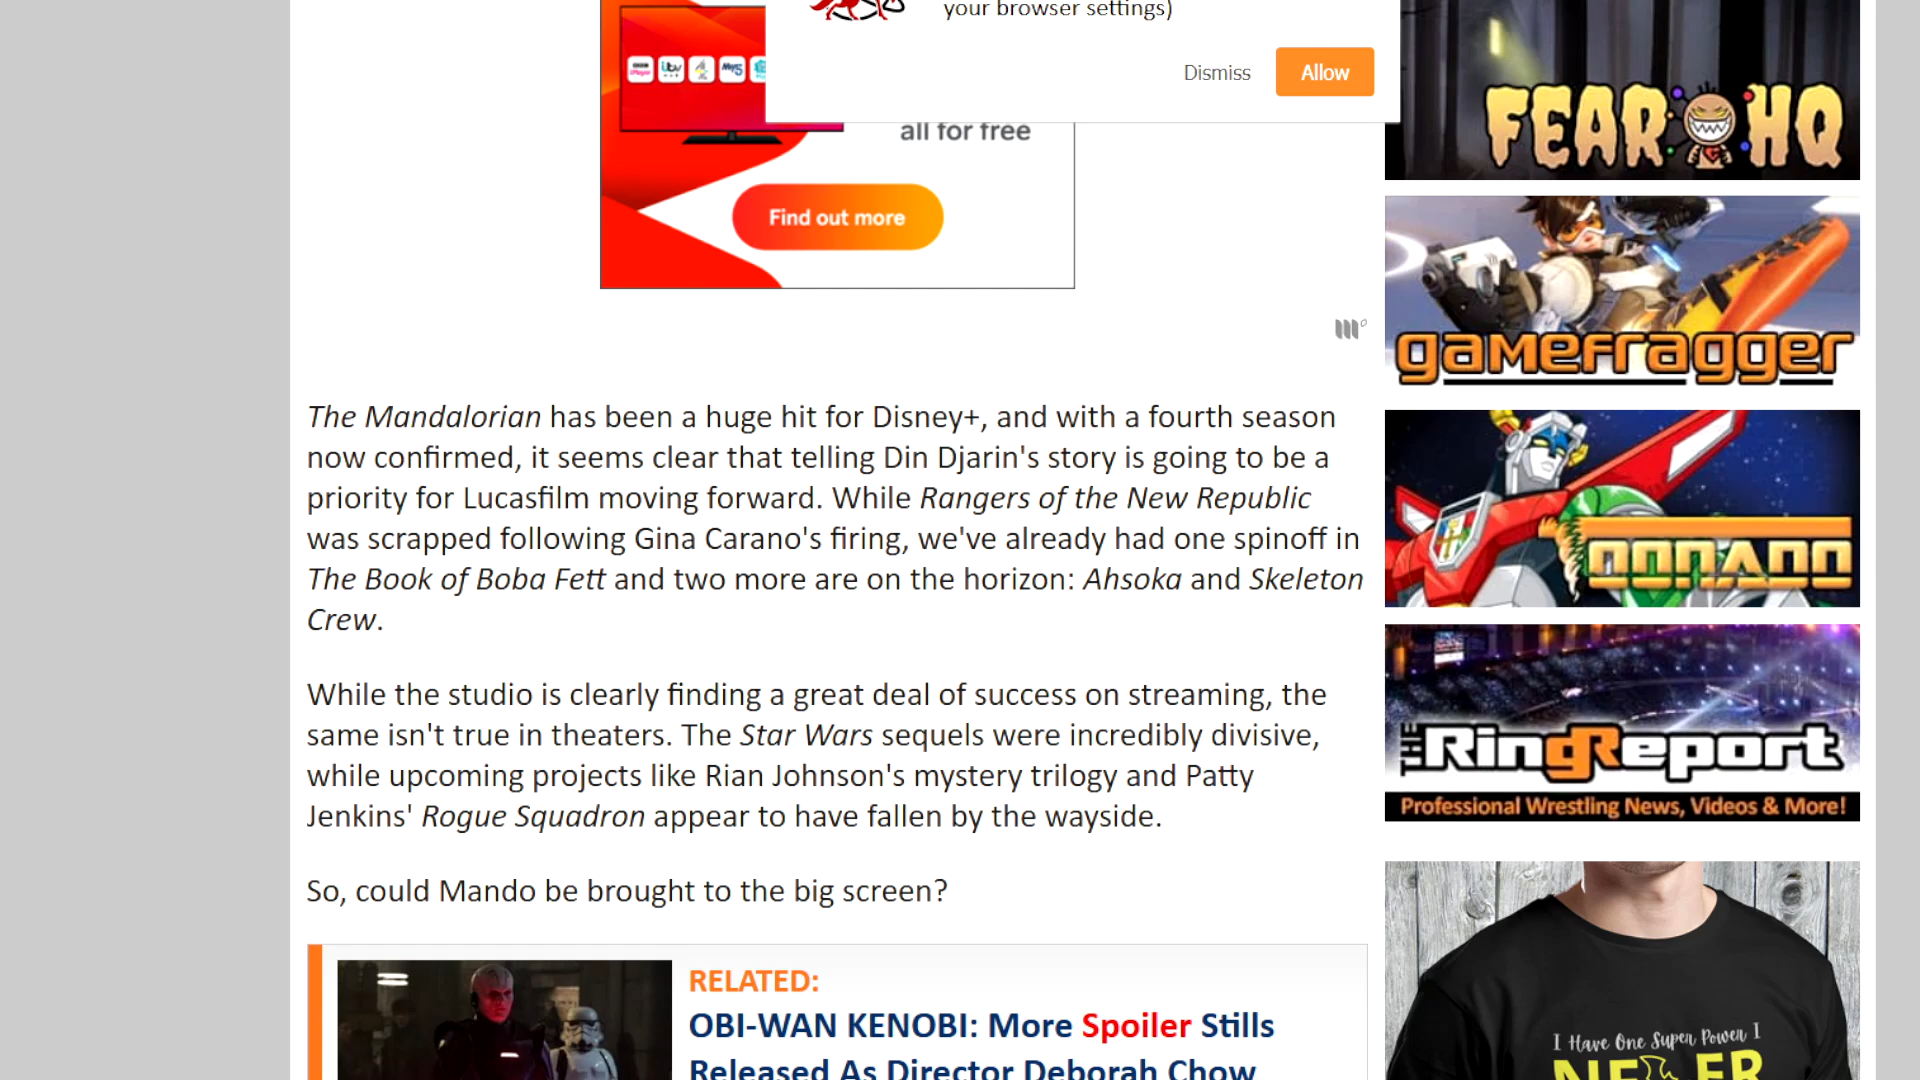 your browser settings)
Dismiss
Allow
iPlayer
itv
My5
all for free
Find out more
The Mandalorian has been a huge hit for Disney+, and with a fourth season
now confirmed, it seems clear that telling Din Djarin's story is going to be a
priority for Lucasfilm moving forward. While Rangers of the New Republic
was scrapped following Gina Carano's firing, we've already had one spinoff in
The Book of Boba Fett and two more are on the horizon: Ahsoka and Skeleton
Crew.
While the studio is clearly finding a great deal of success on streaming, the
same isn't true in theaters. The Star Wars sequels were incredibly divisive,
while upcoming projects like Rian Johnson's mystery trilogy and Patty
Jenkins' Rogue Squadron appear to have fallen by the wayside.
So, could Mando be brought to the big screen?
RELATED:
OBI-WAN KENOBI: More Spoiler Stills
Released As Director Deborah Chow
FEAR HQ
gamefragger
TOONADO
THE RingReport
Professional Wrestling News, Videos & More!
I Have One Super Power I